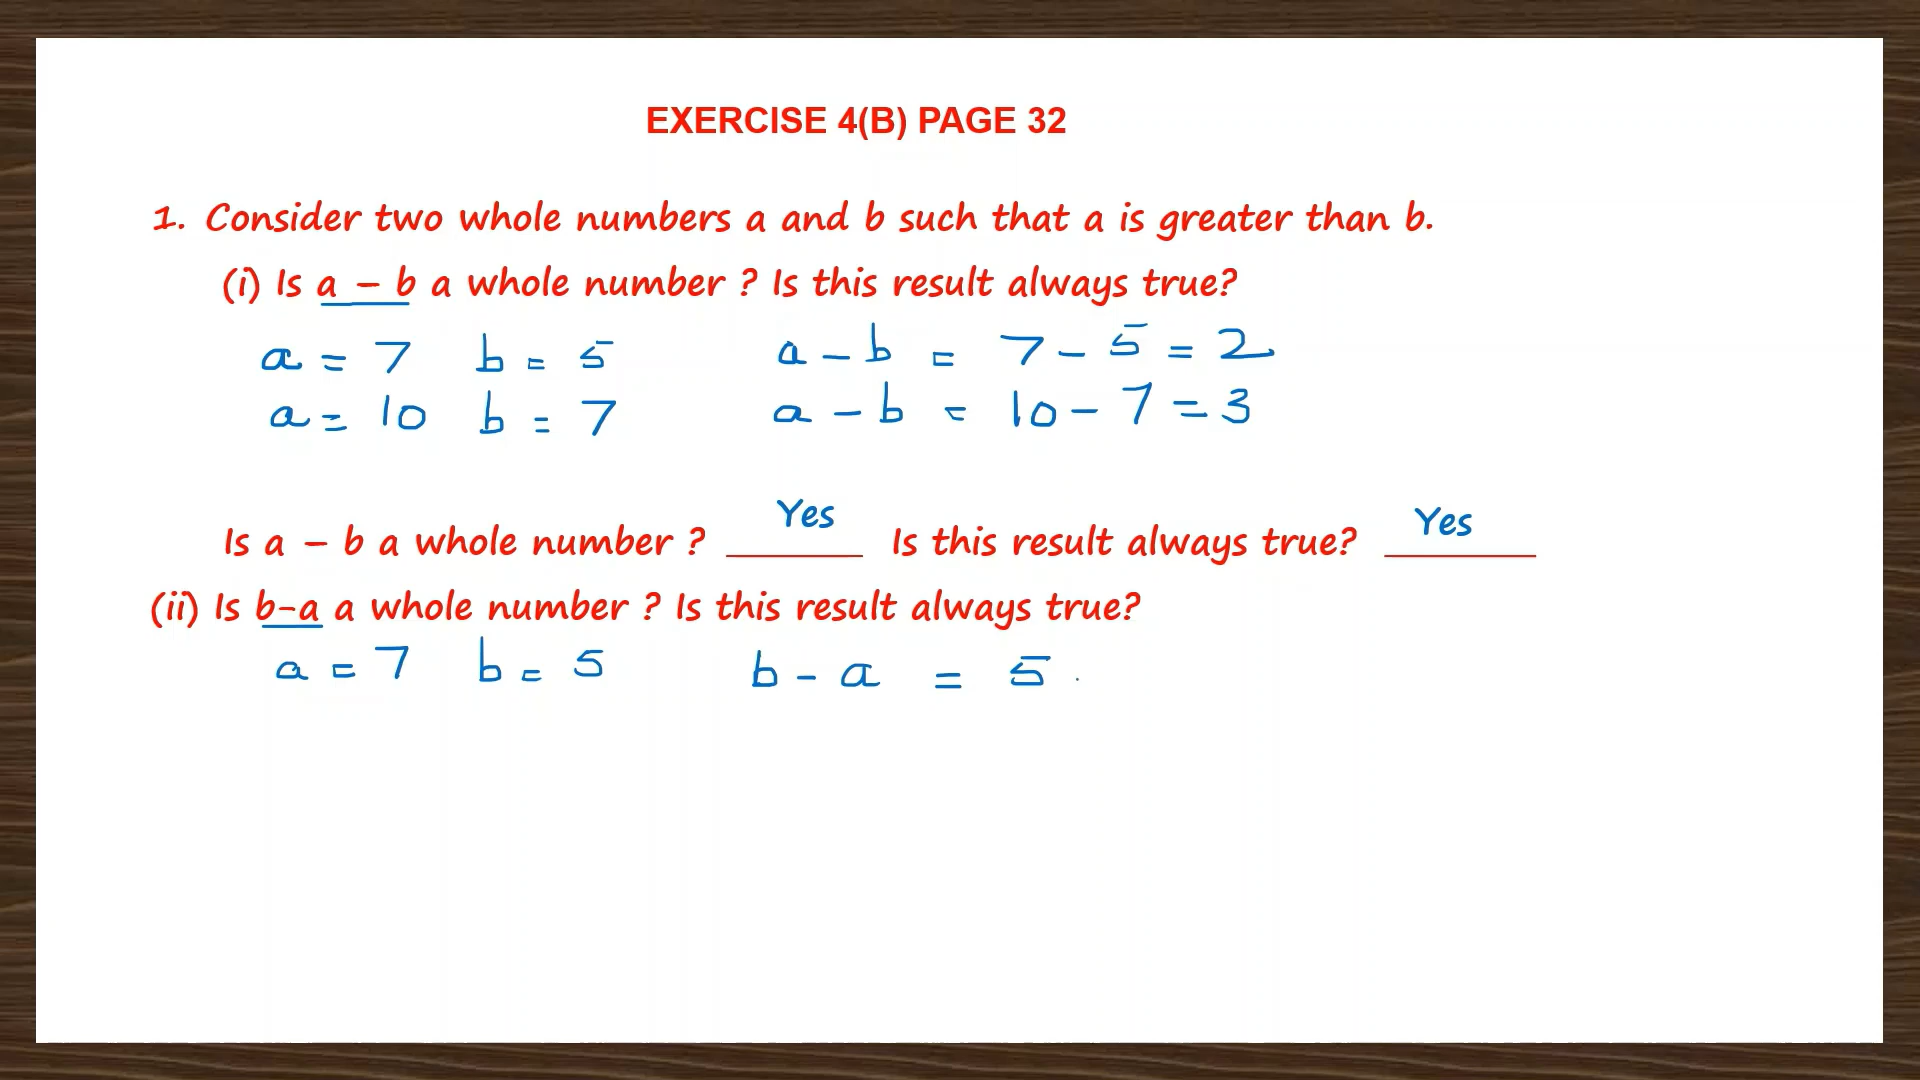 EXERCISE 4(B) PAGE 32
1. Consider two whole numbers a and b such that a is greater than b.
(i) Is a – b a whole number ? Is this result always true?
a = 7 b = 5 a – b = 7 – 5 = 2
a = 10 b = 7 a – b = 10 – 7 = 3
Is a – b a whole number ? Yes Is this result always true? Yes
(ii) Is b-a a whole number ? Is this result always true?
a = 7 b = 5 b - a = 5